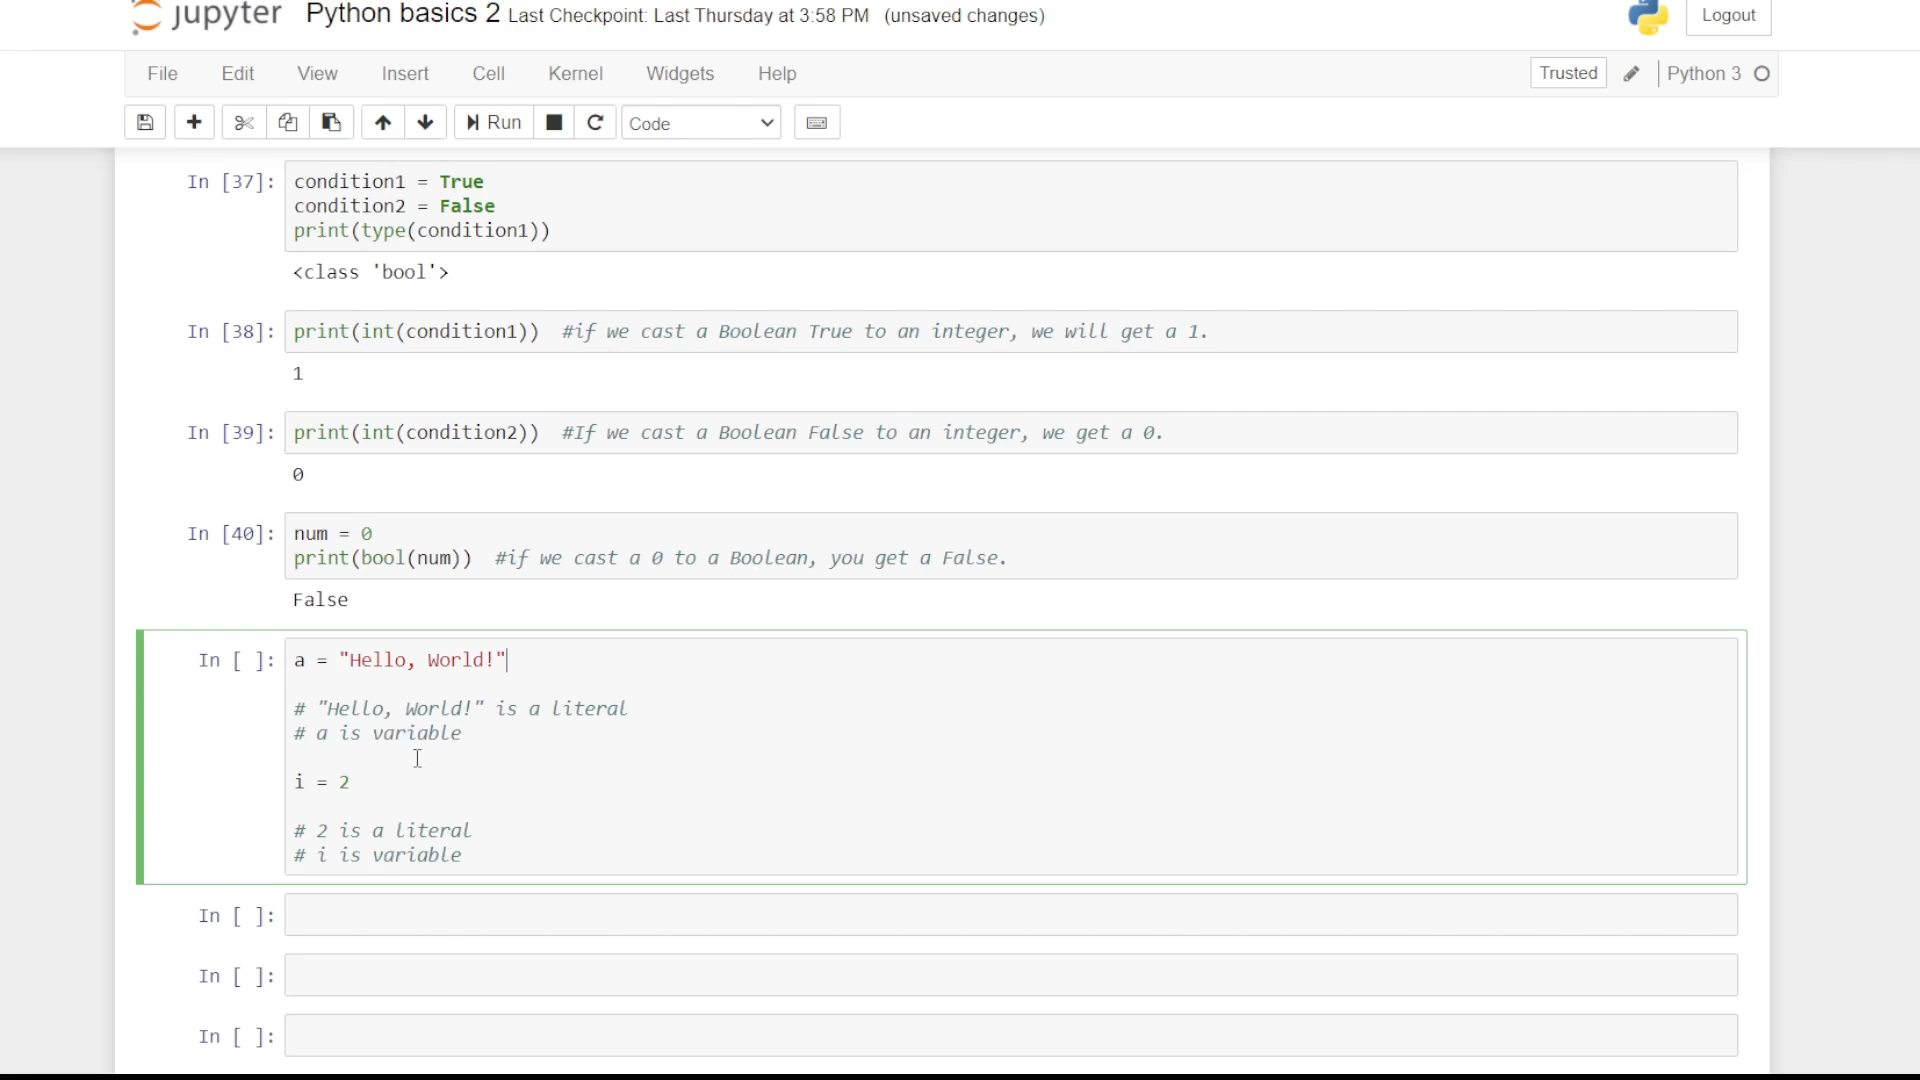 jupyter Python basics 2 Last Checkpoint: Last Thursday at 3:58 PM (unsaved changes) Logout
File Edit View Insert Cell Kernel Widgets Help Trusted Python 3
Run Code
In [37]: condition1 = True
condition2 = False
print(type(condition1))
<class 'bool'>
In [38]: print(int(condition1)) #if we cast a Boolean True to an integer, we will get a 1.
1
In [39]: print(int(condition2)) #If we cast a Boolean False to an integer, we get a 0.
0
In [40]: num = 0
print(bool(num)) #if we cast a 0 to a Boolean, you get a False.
False
In [ ]: a = "Hello, World!"
# "Hello, World!" is a literal
# a is variable
i = 2
# 2 is a literal
# i is variable
In [ ]:
In [ ]:
In [ ]: